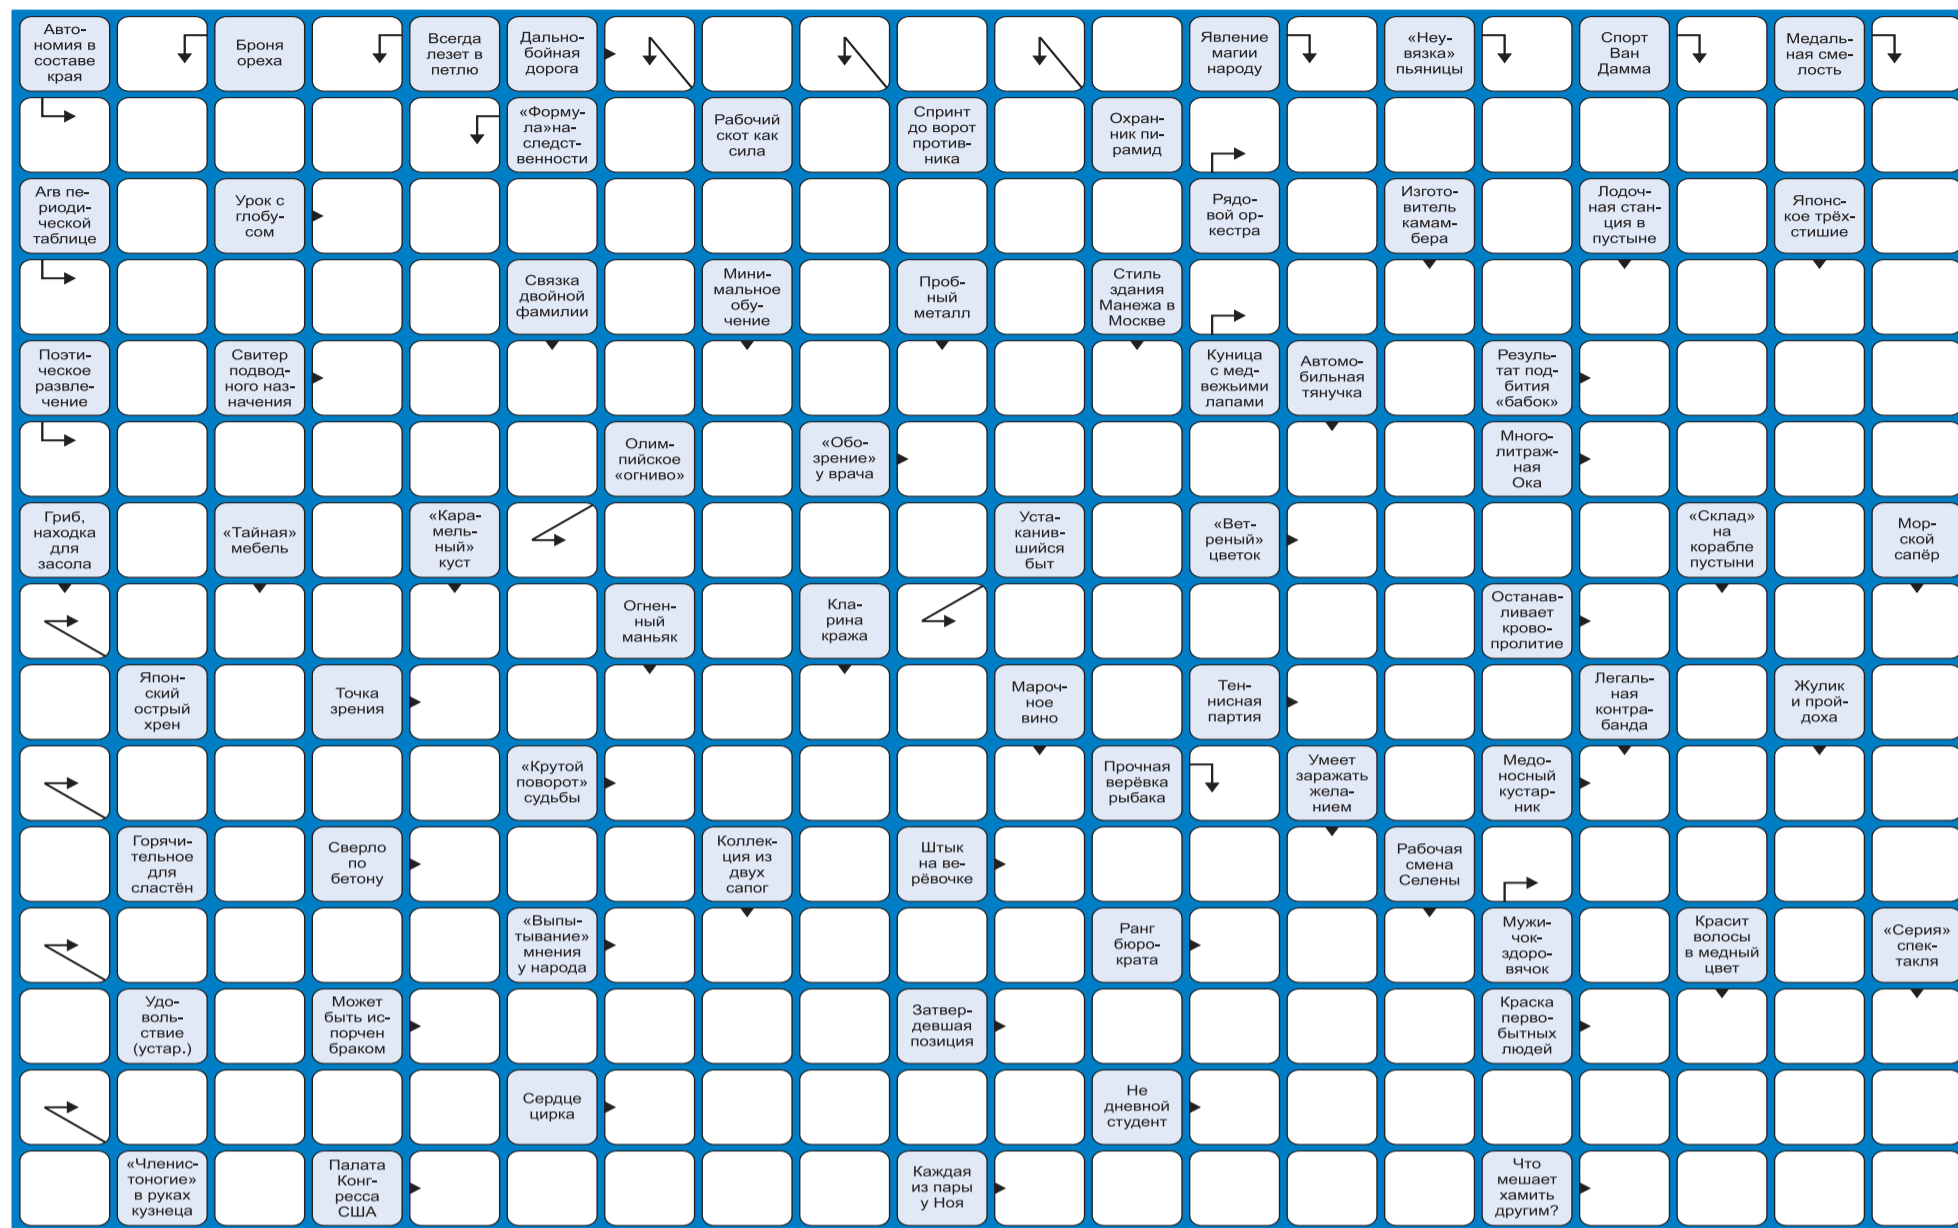 Авто-
номия в
составе
края
Броня
ореха
Всегда
лезет в
петлю
Дально-
бойная
дорога
Явление
магии
народу
«Неу-
вязка»
пьяницы
Спорт
Ван
Дамма
Медаль-
ная сме-
лость
«Форму-
ла»на-
следст-
венности
Рабочий
скот как
сила
Спринт
до ворот
против-
ника
Охран-
ник пи-
рамид
Arв пе-
риоди-
ческой
таблице
Урок с
глобу-
сом
Рядо-
вой ор-
кестра
Изгото-
витель
камам-
бера
Лодоч-
ная стан-
ция в
пустыне
Японс-
кое трёх-
стишие
Связка
двойной
фамилии
Мини-
мальное
обу-
чение
Проб-
ный
металл
Стиль
здания
Манежа в
Москве
Поэти-
ческое
развле-
чение
Свитер
подвод-
ного наз-
начения
Куница
с мед-
вежьими
лапами
Автомо-
бильная
тянучка
Резуль-
тат под-
бития
«бабок»
Олим-
пийское
«огниво»
«Обо-
зрение»
у врача
Много-
литраж-
ная
Ока
Гриб,
находка
для
засола
«Тайная»
мебель
«Кара-
мель-
ный»
куст
Уста-
канив-
шийся
быт
«Вет-
реный»
цветок
«Склад»
на
корабле
пустыни
Мор-
ской
сапёр
Огнен-
ный
маньяк
Кла-
рина
кража
Останав-
ливает
крово-
пролитие
Япон-
ский
острый
хрен
Точка
зрения
Мароч-
ное
вино
Тен-
нисная
партия
Легаль-
ная
контра-
банда
Жулик
и прой-
доха
«Крутой
поворот»
судьбы
Прочная
верёвка
рыбака
Умеет
заражать
жела-
нием
Медо-
носный
кустар-
ник
Горячи-
тельное
для
сластён
Сверло
по
бетону
Коллек-
ция из
двух
сапог
Штык
на ве-
рёвочке
Рабочая
смена
Селены
«Выпы-
тывание»
мнения
у народа
Ранг
бюро-
крата
Мужи-
чок-
здоро-
вячок
Красит
волосы
в медный
цвет
«Серия»
спек-
такля
Удо-
воль-
ствие
(устар.)
Может
быть ис-
порчен
браком
Затвер-
девшая
позиция
Краска
перво-
бытных
людей
Сердце
цирка
Не
дневной
студент
«Членис-
тоногие»
в руках
кузнеца
Палата
Конг-
ресса
США
Каждая
из пары
у Ноя
Что
мешает
хамить
другим?